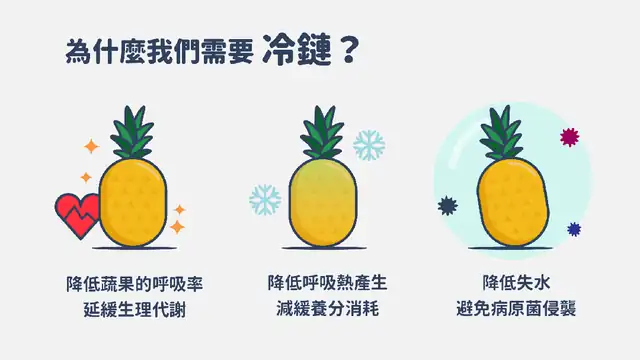 為什麼我們需要 冷鏈？
降低蔬果的呼吸率
延緩生理代謝
降低呼吸熱產生
減緩養分消耗
降低失水
避免病原菌侵襲